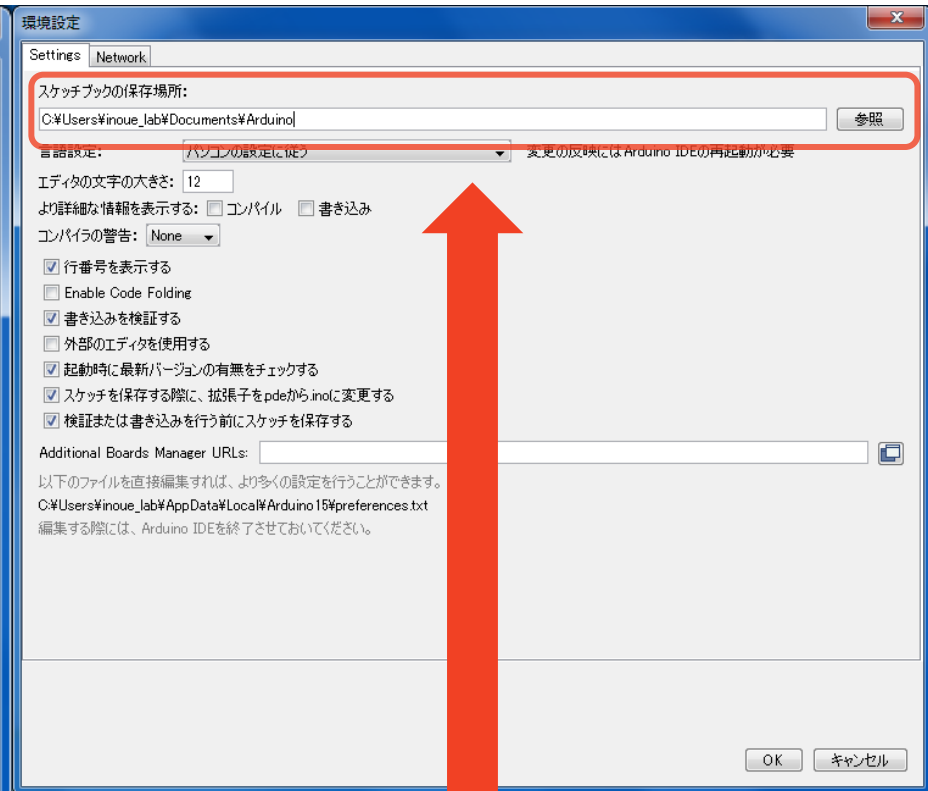 環境設定
Settings Network
スケッチブックの保存場所:
C:¥Users¥inoue_lab¥Documents¥Arduino 参照
言語設定: パソコンの設定に従う 変更の反映にはArduino IDEの再起動が必要
エディタの文字の大きさ: 12
より詳細な情報を表示する: コンパイル 書き込み
コンパイラの警告: None
行番号を表示する
Enable Code Folding
書き込みを検証する
外部のエディタを使用する
起動時に最新バージョンの有無をチェックする
スケッチを保存する際に、拡張子を.pdeから.inoに変更する
検証または書き込みを行う前にスケッチを保存する
Additional Boards Manager URLs:
以下のファイルを直接編集すれば、より多くの設定を行うことができます。
C:¥Users¥inoue_lab¥AppData¥Local¥Arduino15¥preferences.txt
編集する際には、Arduino IDEを終了させておいてください。
OK キャンセル